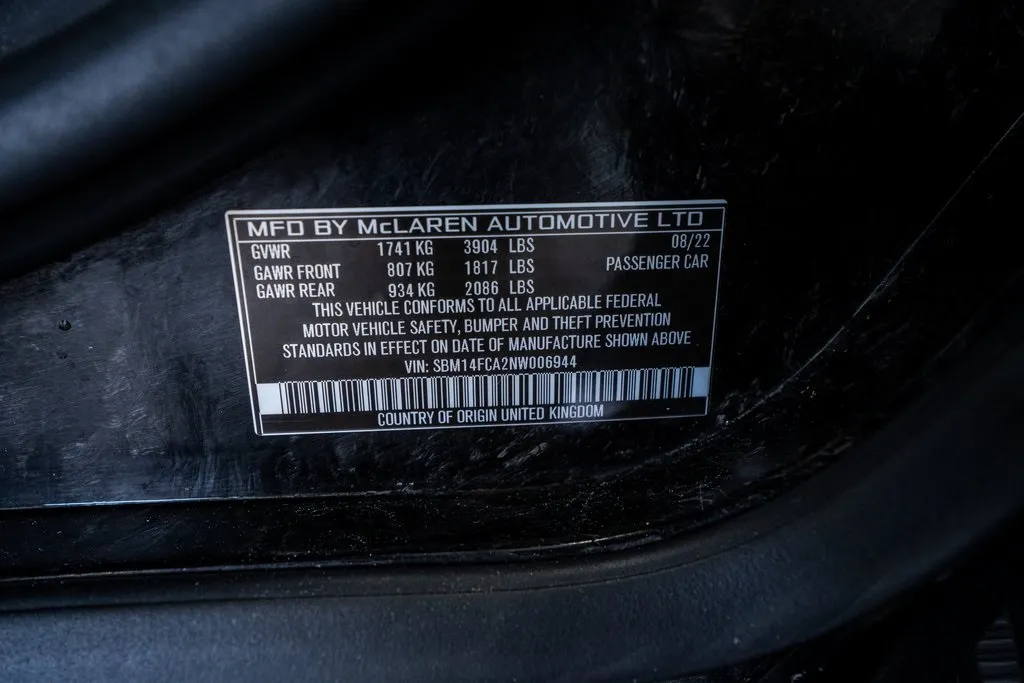 MFD BY McLAREN AUTOMOTIVE LTD
GVWR 1741 KG 3904 LBS 08/22
GAWR FRONT 807 KG 1817 LBS PASSENGER CAR
GAWR REAR 934 KG 2086 LBS
THIS VEHICLE CONFORMS TO ALL APPLICABLE FEDERAL
MOTOR VEHICLE SAFETY, BUMPER AND THEFT PREVENTION
STANDARDS IN EFFECT ON DATE OF MANUFACTURE SHOWN ABOVE
VIN: SBM14FCA2NW006944
COUNTRY OF ORIGIN UNITED KINGDOM